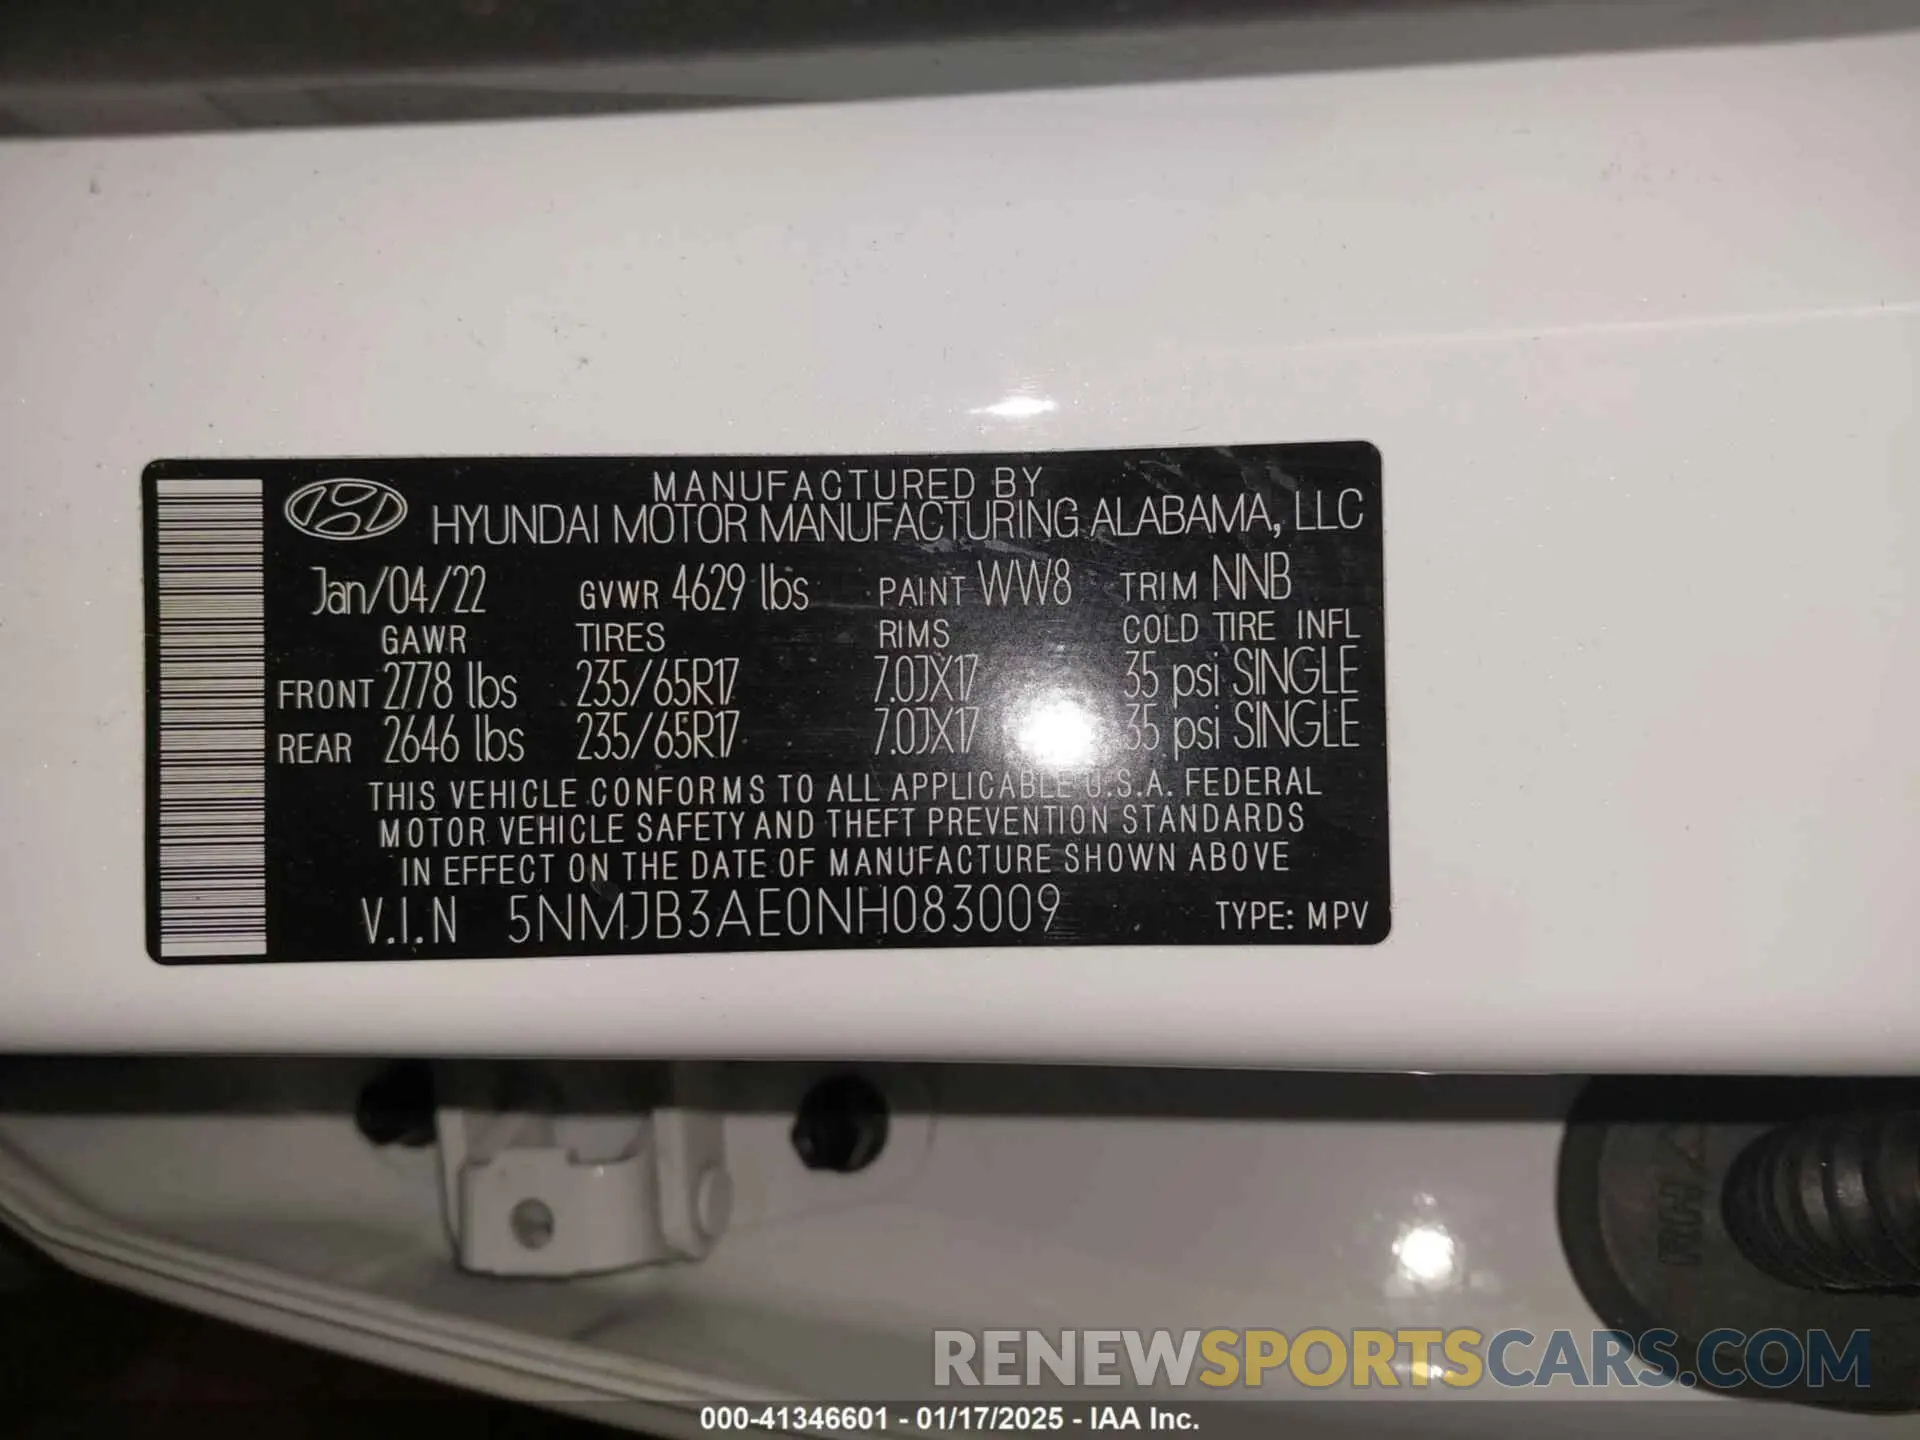 MANUFACTURED BY
HYUNDAI MOTOR MANUFACTURING ALABAMA, LLC
Jan/04/22 GVWR 4629 lbs PAINT WW8 TRIM NNB
GAWR TIRES RIMS COLD TIRE INFL
FRONT 2778 lbs 235/65R17 7.0JX17 35 psi SINGLE
REAR 2646 lbs 235/65R17 7.0JX17 35 psi SINGLE
THIS VEHICLE CONFORMS TO ALL APPLICABLE U.S.A. FEDERAL
MOTOR VEHICLE SAFETY AND THEFT PREVENTION STANDARDS
IN EFFECT ON THE DATE OF MANUFACTURE SHOWN ABOVE
V.I.N 5NMJB3AE0NH083009 TYPE: MPV
RENEWSPORTSCARS.COM
000-41346601 - 01/17/2025 - IAA Inc.